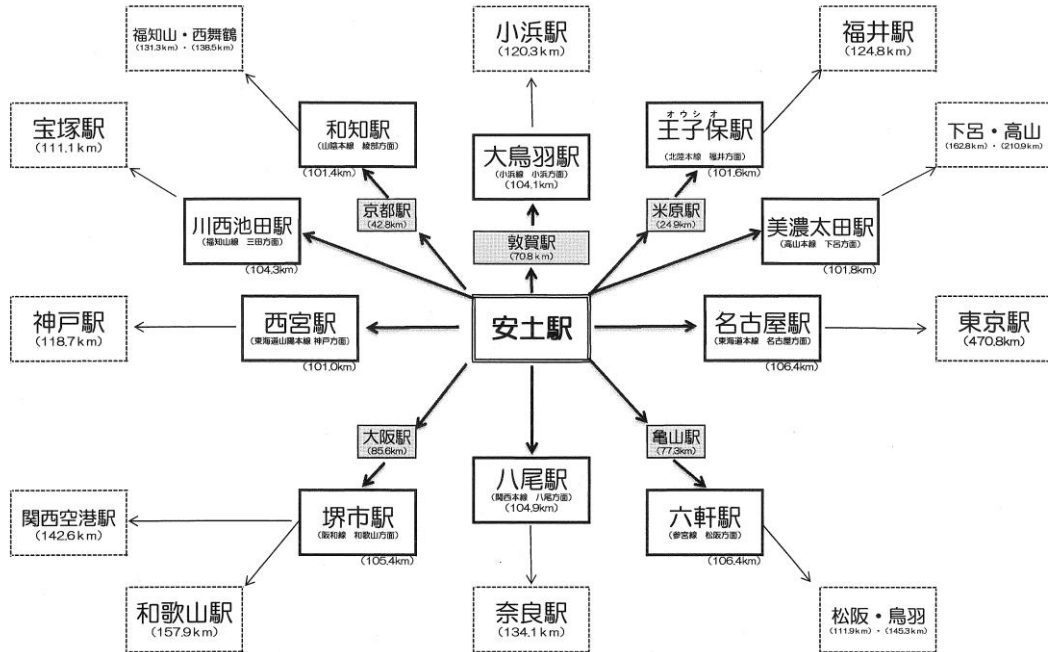 福知山・西舞鶴
(131.3km)・(138.5km)
小浜駅
(120.3km)
福井駅
(124.8km)
宝塚駅
(111.1km)
和知駅
(山陰本線 綾部方面)
(101.4km)
大鳥羽駅
(小浜線 小浜方面)
(104.1km)
オウシオ
王子保駅
(北陸本線 福井方面)
(101.6km)
下呂・高山
(162.8km)・(210.9km)
川西池田駅
(福知山線 三田方面)
(104.3km)
京都駅
(42.8km)
敦賀駅
(70.8km)
米原駅
(24.9km)
美濃太田駅
(高山本線 下呂方面)
(101.8km)
神戸駅
(118.7km)
西宮駅
(東海道山陽本線 神戸方面)
(101.0km)
安土駅
名古屋駅
(東海道本線 名古屋方面)
(106.4km)
東京駅
(470.8km)
大阪駅
(85.6km)
亀山駅
(77.3km)
関西空港駅
(142.6km)
堺市駅
(阪和線 和歌山方面)
(105.4km)
八尾駅
(関西本線 八尾方面)
(104.9km)
六軒駅
(参宮線 松阪方面)
(106.4km)
和歌山駅
(157.9km)
奈良駅
(134.1km)
松阪・鳥羽
(111.9km)・(145.3km)